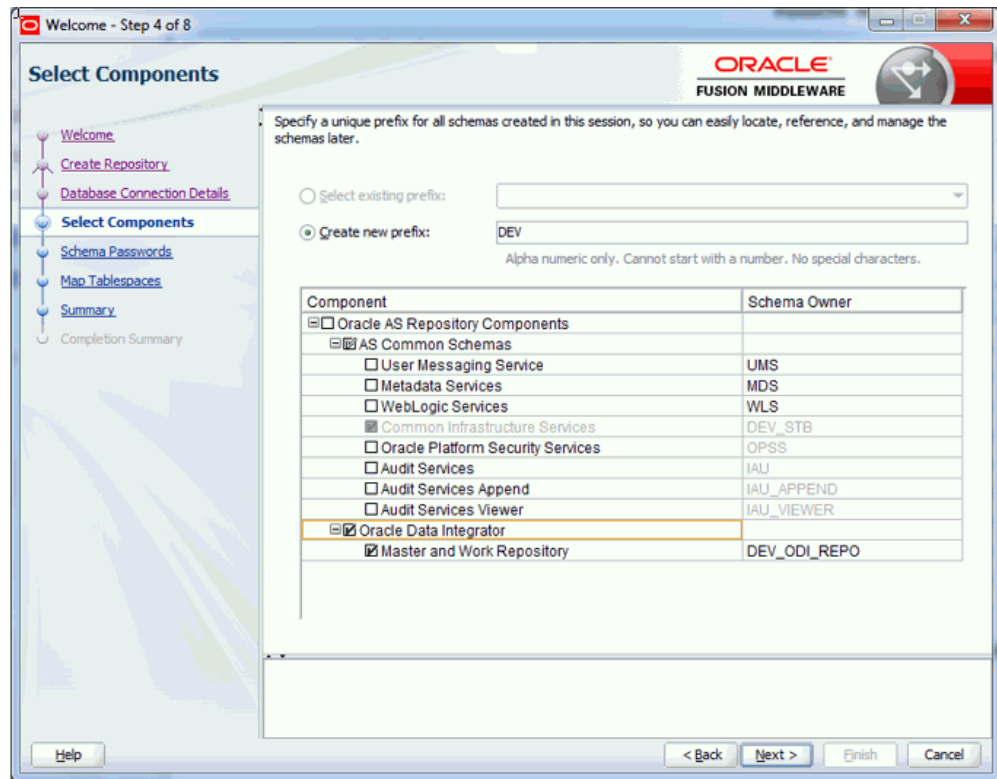 Welcome - Step 4 of 8
Select Components
ORACLE
FUSION MIDDLEWARE
Welcome
Create Repository
Database Connection Details
Select Components
Schema Passwords
Map Tablespaces
Summary
Completion Summary
Specify a unique prefix for all schemas created in this session, so you can easily locate, reference, and manage the
schemas later.
Select existing prefix:
Create new prefix: DEV
Alpha numeric only. Cannot start with a number. No special characters.
Component Schema Owner
Oracle AS Repository Components
AS Common Schemas
User Messaging Service UMS
Metadata Services MDS
WebLogic Services WLS
Common Infrastructure Services DEV_STB
Oracle Platform Security Services OPSS
Audit Services IAU
Audit Services Append IAU_APPEND
Audit Services Viewer IAU_VIEWER
Oracle Data Integrator
Master and Work Repository DEV_ODI_REPO
Help < Back Next > Finish Cancel